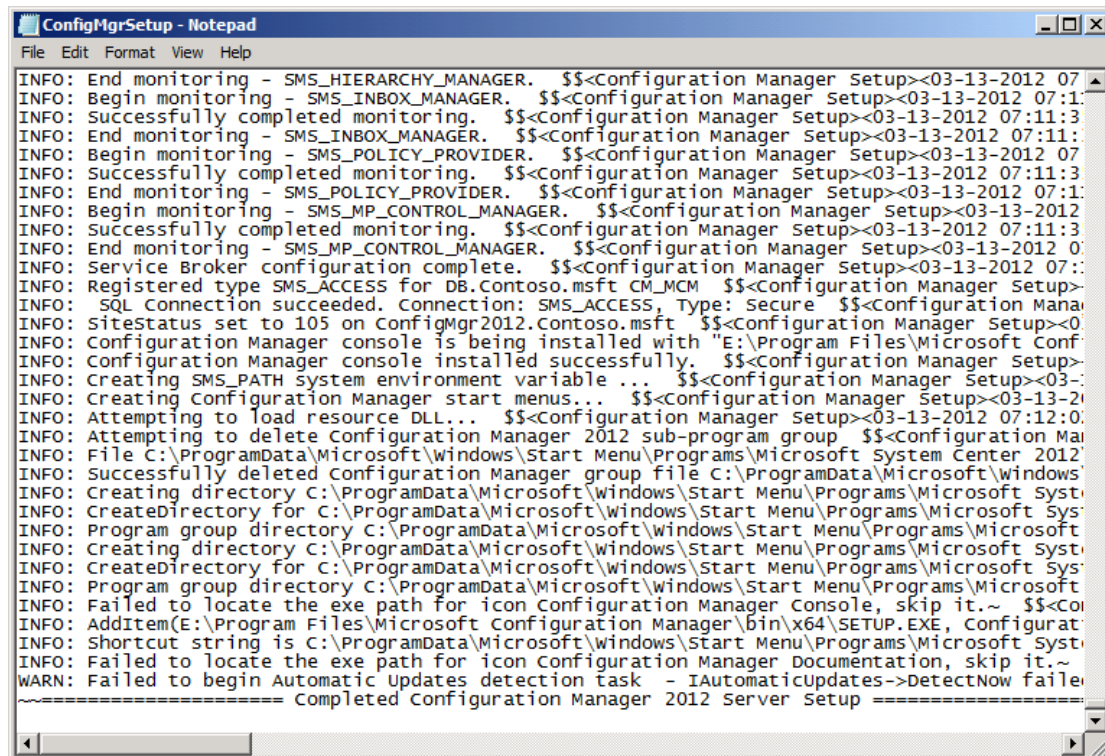 ConfigMgrSetup - Notepad
File Edit Format View Help
INFO: End monitoring - SMS_HIERARCHY_MANAGER.  $$<Configuration Manager Setup><03-13-2012 07
INFO: Begin monitoring - SMS_INBOX_MANAGER.  $$<Configuration Manager Setup><03-13-2012 07:11
INFO: Successfully completed monitoring.  $$<Configuration Manager Setup><03-13-2012 07:11:3
INFO: End monitoring - SMS_INBOX_MANAGER.  $$<Configuration Manager Setup><03-13-2012 07:11:
INFO: Begin monitoring - SMS_POLICY_PROVIDER.  $$<Configuration Manager Setup><03-13-2012 07
INFO: Successfully completed monitoring.  $$<Configuration Manager Setup><03-13-2012 07:11:3
INFO: End monitoring - SMS_POLICY_PROVIDER.  $$<Configuration Manager Setup><03-13-2012 07:11
INFO: Begin monitoring - SMS_MP_CONTROL_MANAGER.  $$<Configuration Manager Setup><03-13-2012
INFO: Successfully completed monitoring.  $$<Configuration Manager Setup><03-13-2012 07:11:3
INFO: End monitoring - SMS_MP_CONTROL_MANAGER.  $$<Configuration Manager Setup><03-13-2012 0
INFO: Service Broker configuration complete.  $$<Configuration Manager Setup><03-13-2012 07:
INFO: Registered type SMS_ACCESS for DB.Contoso.msft CM_MCM  $$<Configuration Manager Setup>
INFO:  SQL Connection succeeded. Connection: SMS_ACCESS, Type: Secure  $$<Configuration Mana
INFO: SiteStatus set to 105 on ConfigMgr2012.Contoso.msft  $$<Configuration Manager Setup><0
INFO: Configuration Manager console is being installed with "E:\Program Files\Microsoft Conf
INFO: Configuration Manager console installed successfully.  $$<Configuration Manager Setup>
INFO: Creating SMS_PATH system environment variable ...  $$<Configuration Manager Setup><03-
INFO: Creating Configuration Manager start menus...  $$<Configuration Manager Setup><03-13-2
INFO: Attempting to load resource DLL...  $$<Configuration Manager Setup><03-13-2012 07:12:0
INFO: Attempting to delete Configuration Manager 2012 sub-program group  $$<Configuration Ma
INFO: File C:\ProgramData\Microsoft\Windows\Start Menu\Programs\Microsoft System Center 2012\
INFO: Successfully deleted Configuration Manager group file C:\ProgramData\Microsoft\Windows\
INFO: Creating directory C:\ProgramData\Microsoft\Windows\Start Menu\Programs\Microsoft Syst
INFO: CreateDirectory for C:\ProgramData\Microsoft\Windows\Start Menu\Programs\Microsoft Sys
INFO: Program group directory C:\ProgramData\Microsoft\Windows\Start Menu\Programs\Microsoft
INFO: Creating directory C:\ProgramData\Microsoft\Windows\Start Menu\Programs\Microsoft Syst
INFO: CreateDirectory for C:\ProgramData\Microsoft\Windows\Start Menu\Programs\Microsoft Sys
INFO: Program group directory C:\ProgramData\Microsoft\Windows\Start Menu\Programs\Microsoft
INFO: Failed to locate the exe path for icon Configuration Manager Console, skip it.~  $$<Co
INFO: AddItem(E:\Program Files\Microsoft Configuration Manager\bin\x64\SETUP.EXE, Configurat
INFO: Shortcut string is C:\ProgramData\Microsoft\Windows\Start Menu\Programs\Microsoft Syst
INFO: Failed to locate the exe path for icon Configuration Manager Documentation, skip it.~
WARN: Failed to begin Automatic Updates detection task  - IAutomaticUpdates->DetectNow faile
~~===================== Completed Configuration Manager 2012 Server Setup ===================